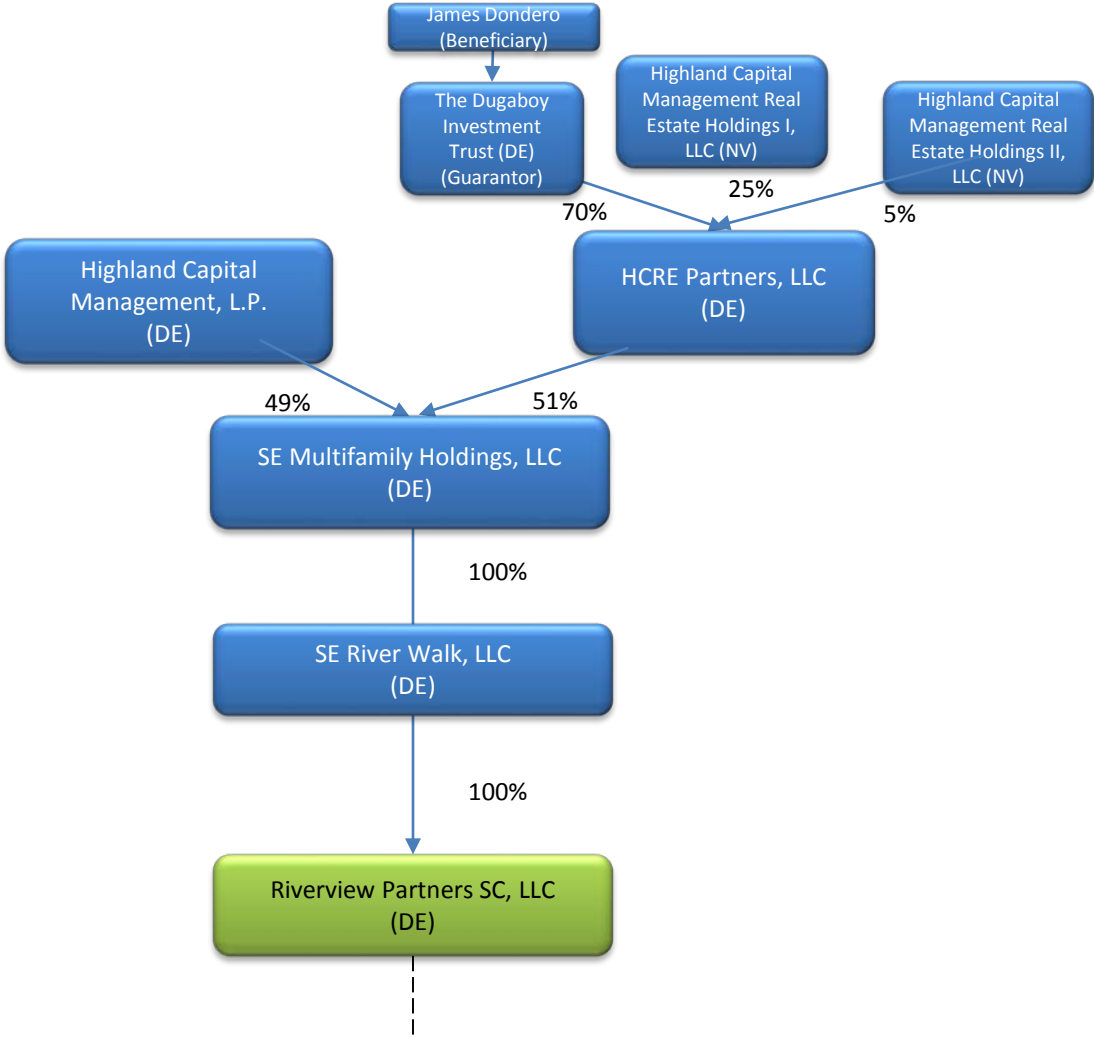 James Dondero
(Beneficiary)
The Dugaboy
Investment
Trust (DE)
(Guarantor)
Highland Capital
Management Real
Estate Holdings I,
LLC (NV)
Highland Capital
Management Real
Estate Holdings II,
LLC (NV)
70%
25%
5%
Highland Capital
Management, L.P.
(DE)
HCRE Partners, LLC
(DE)
49%
51%
SE Multifamily Holdings, LLC
(DE)
100%
SE River Walk, LLC
(DE)
100%
Riverview Partners SC, LLC
(DE)